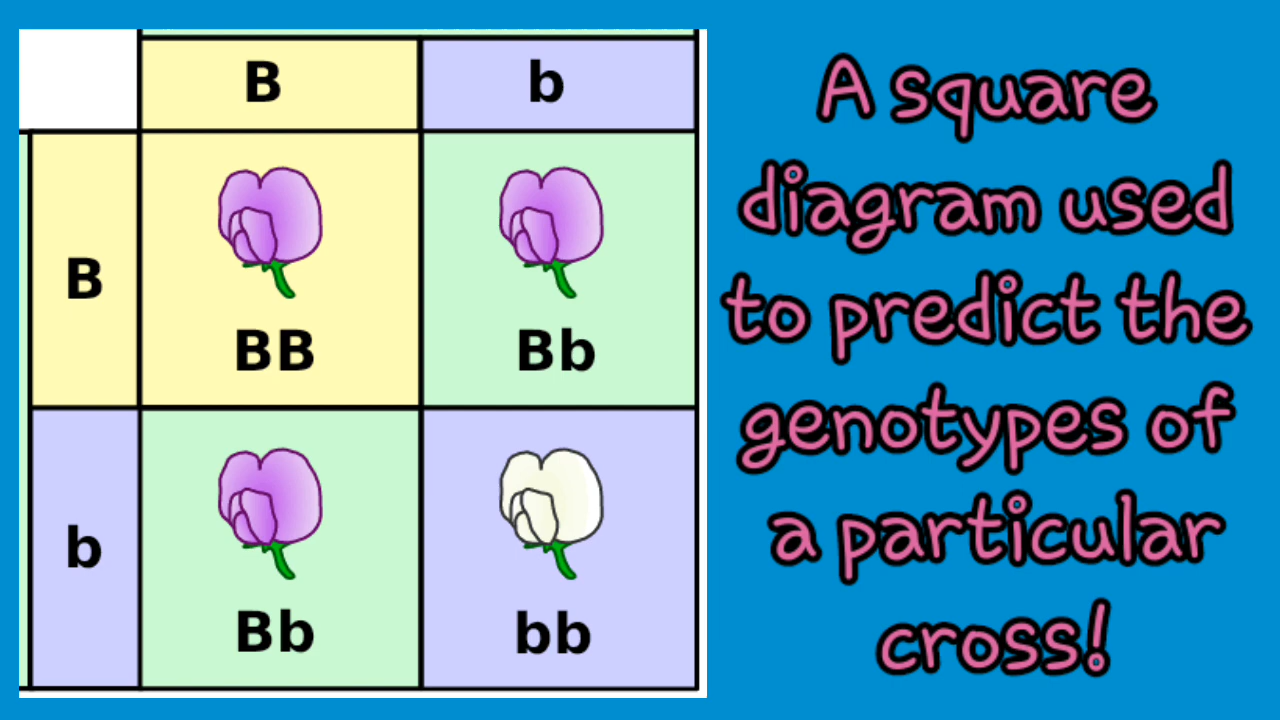 B b
B
BB Bb
b
Bb bb
A square
diagram used
to predict the
genotypes of
a particular
cross!